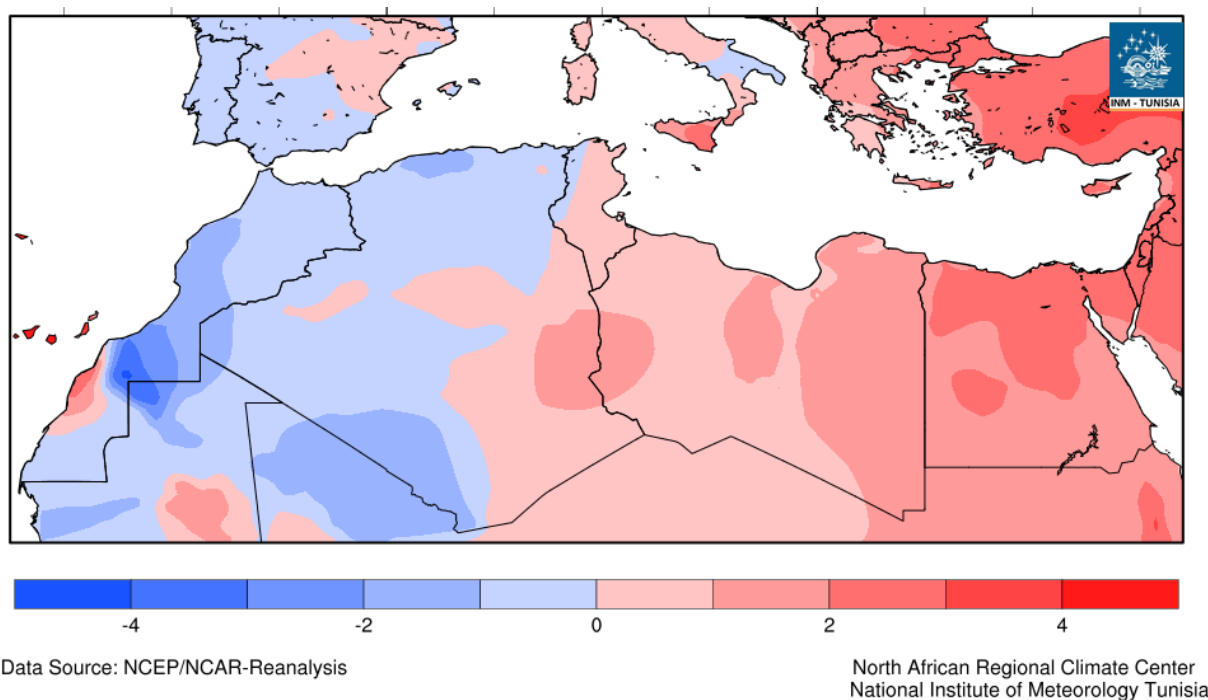 INM - TUNISIA
-4 -2 0 2 4
Data Source: NCEP/NCAR-Reanalysis
North African Regional Climate Center
National Institute of Meteorology Tunisia